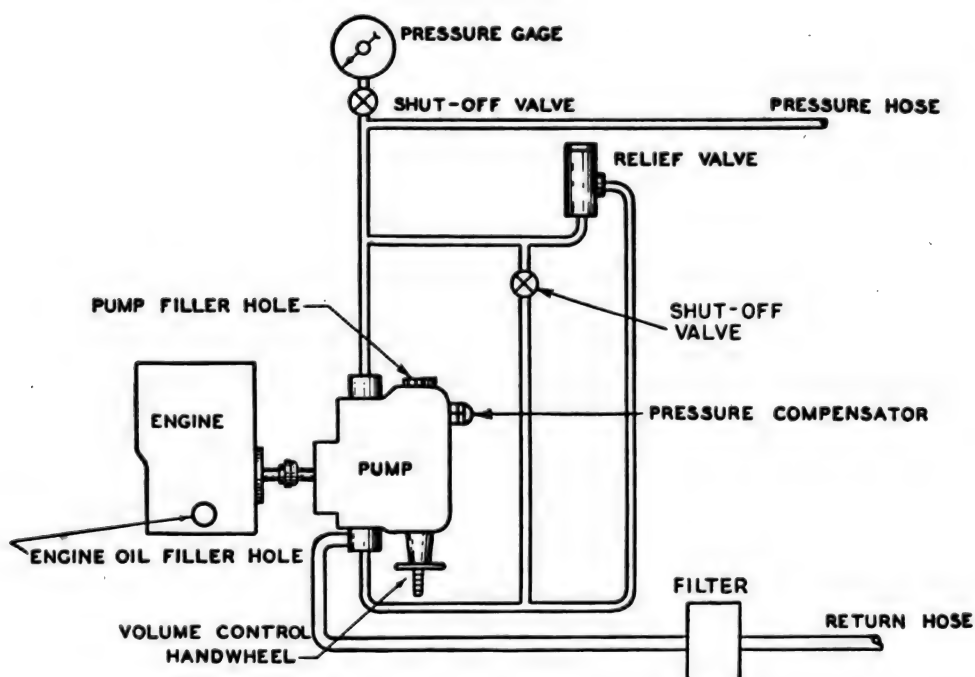 PRESSURE GAGE
SHUT-OFF VALVE
PRESSURE HOSE
RELIEF VALVE
PUMP FILLER HOLE
SHUT-OFF
VALVE
ENGINE
PRESSURE COMPENSATOR
PUMP
ENGINE OIL FILLER HOLE
FILTER
VOLUME CONTROL
HANDWHEEL
RETURN HOSE